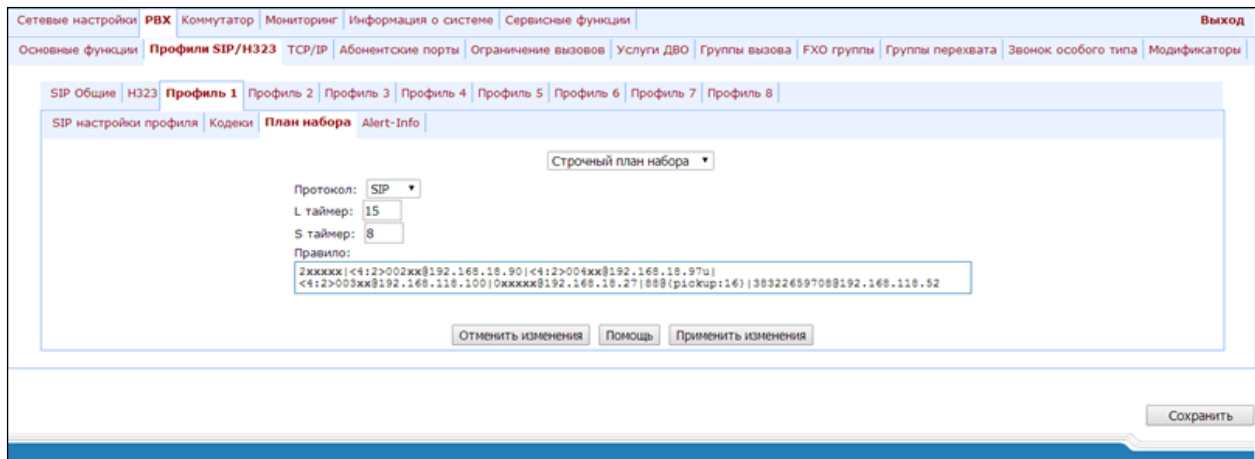 Сетевые настройки PBX Коммутатор Мониторинг Информация о системе Сервисные функции Выход
Основные функции Профили SIP/H323 TCP/IP Абонентские порты Ограничение вызовов Услуги ДВО Группы вызова FXO группы Группы перехвата Звонок особого типа Модификаторы
SIP Общие H323 Профиль 1 Профиль 2 Профиль 3 Профиль 4 Профиль 5 Профиль 6 Профиль 7 Профиль 8
SIP настройки профиля Кодеки План набора Alert-Info
Строчный план набора
Протокол: SIP
L таймер: 15
S таймер: 8
Правило:
2xxxxx|<4:2>002xx@192.168.18.90|<4:2>004xx@192.168.18.97u|
<4:2>003xx@192.168.118.100|0xxxxx@192.168.18.27|88@{pickup:16}|38322659708@192.168.118.52
Отменить изменения Помощь Применить изменения
Сохранить